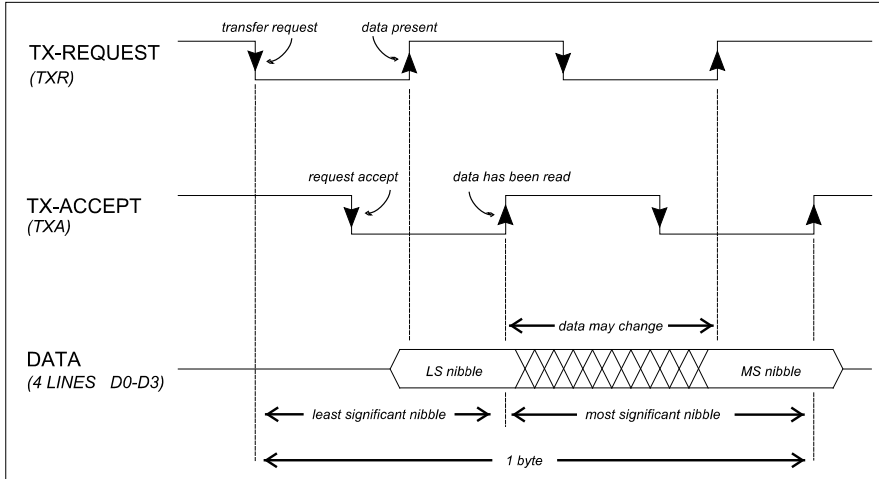 transfer request
data present
TX-REQUEST
(TXR)
request accept
data has been read
TX-ACCEPT
(TXA)
data may change
DATA
(4 LINES D0-D3)
LS nibble
MS nibble
least significant nibble
most significant nibble
1 byte